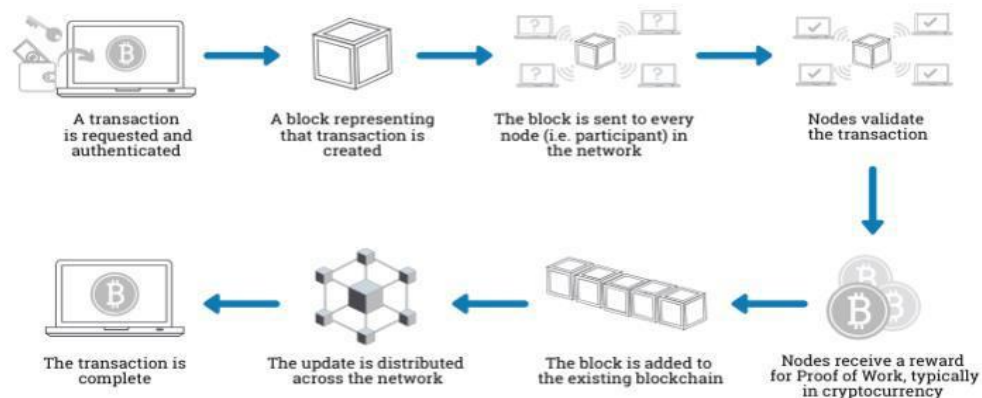 A transaction
is requested and
authenticated
A block representing
that transaction is
created
The block is sent to every
node (i.e. participant) in
the network
Nodes validate
the transaction
Nodes receive a reward
for Proof of Work, typically
in cryptocurrency
The block is added to
the existing blockchain
The update is distributed
across the network
The transaction is
complete